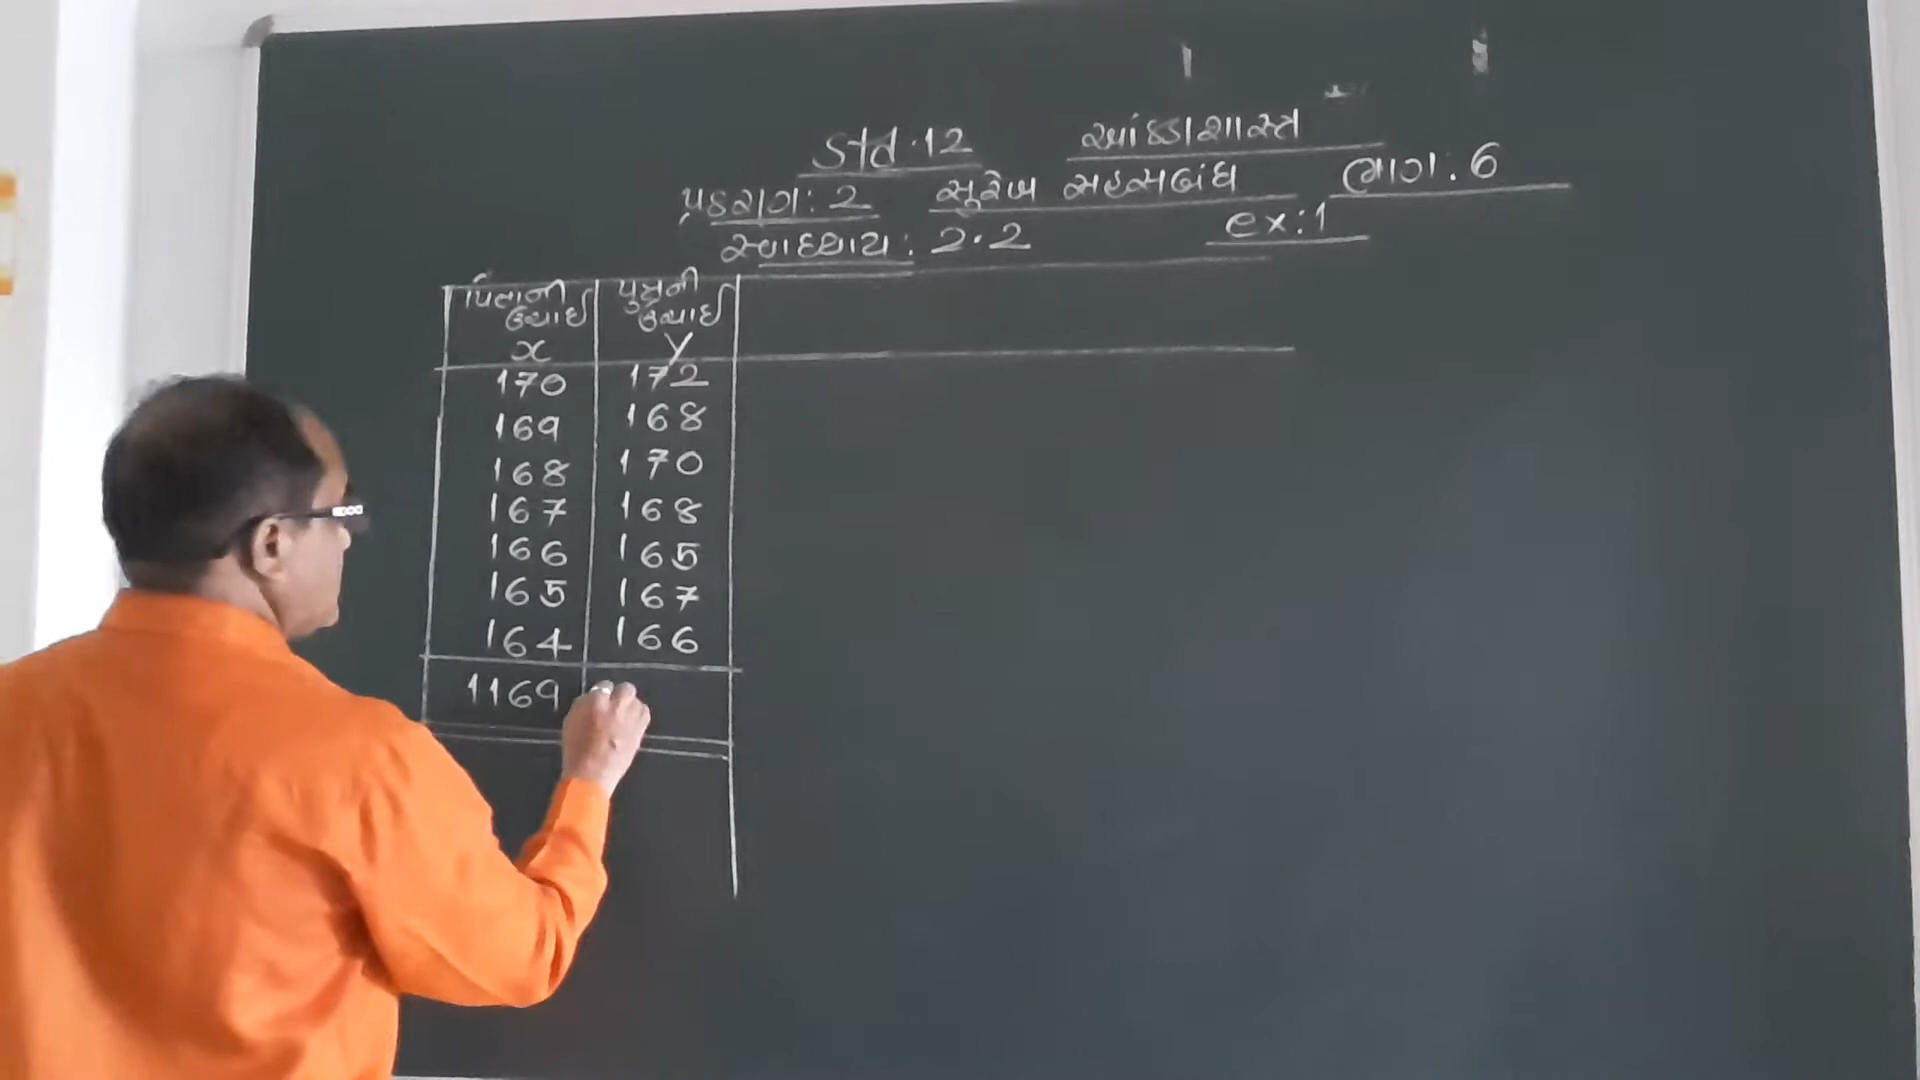 Std.12 આંકડાશાસ્ત્ર
પ્રકરણ: 2 સુરેખ સહસબંધ ભાગ. 6
સ્વાધ્યાય: 2.2 ex:1
પિતાની ઉંચાઈ x પુત્રની ઉંચાઈ y
170 172
169 168
168 170
167 168
166 165
165 167
164 166
1169